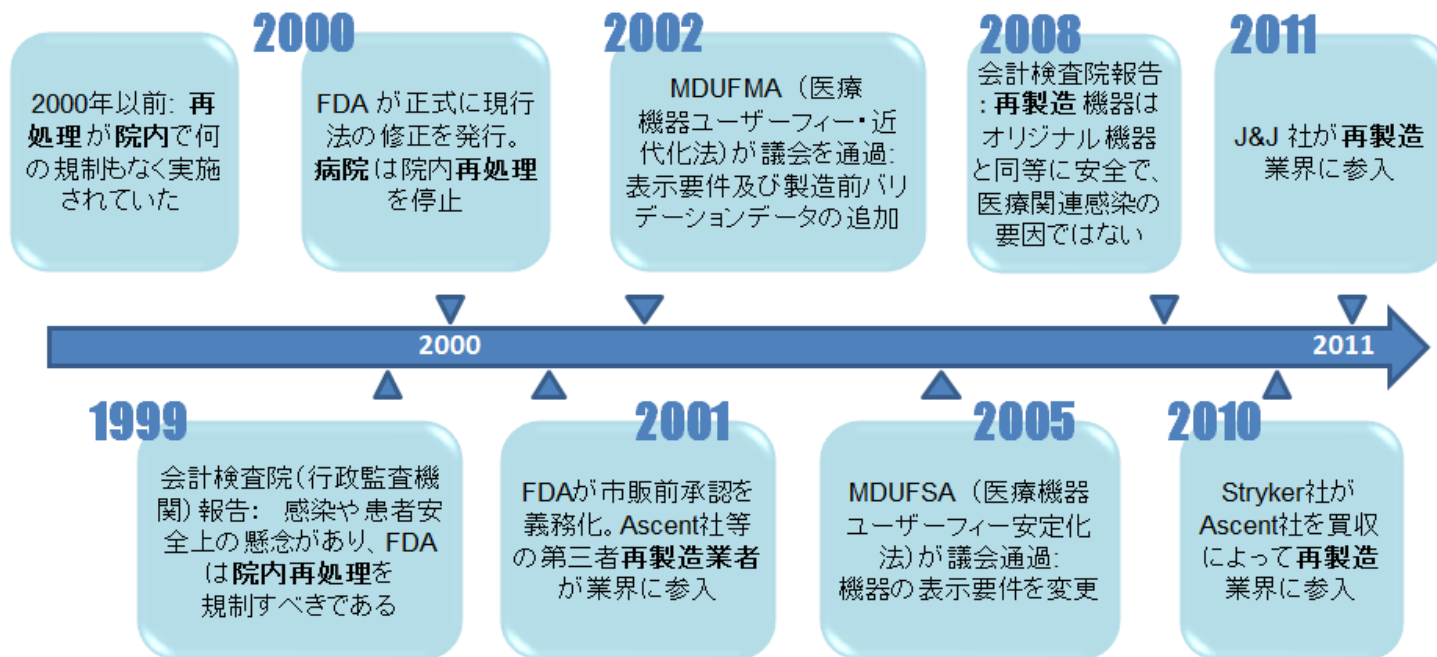 2000年以前: 再
処理が院内で何
の規制もなく実施
されていた
2000
FDA が正式に現行
法の修正を発行。
病院は院内再処理
を停止
2002
MDUFMA （医療
機器ユーザーフィー・近
代化法）が議会を通過:
表示要件及び製造前バリ
デーションデータの追加
2008
会計検査院報告
: 再製造 機器は
オリジナル機器
と同等に安全で、
医療関連感染の
要因ではない
2011
J&J 社が 再製造
業界に参入
2000
2011
1999
会計検査院（行政監査機
関）報告: 感染や患者安
全上の懸念があり、FDA
は院内再処理を
規制すべきである
2001
FDAが市販前承認を
義務化。Ascent社等
の第三者再製造業者
が業界に参入
2005
MDUFSA （医療機器
ユーザーフィー安定化
法）が議会通過:
機器の表示要件を変更
2010
Stryker社が
Ascent社を買収
によって再製造
業界に参入